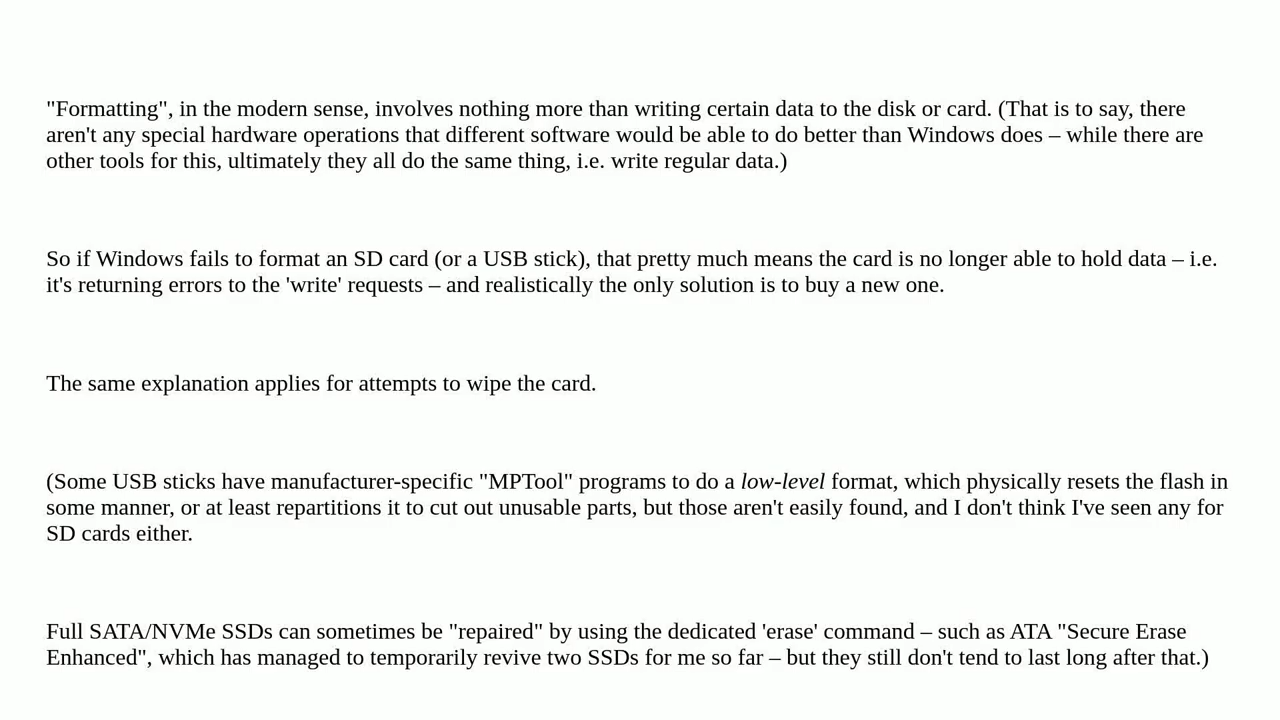 "Formatting", in the modern sense, involves nothing more than writing certain data to the disk or card. (That is to say, there
aren't any special hardware operations that different software would be able to do better than Windows does – while there are
other tools for this, ultimately they all do the same thing, i.e. write regular data.)
So if Windows fails to format an SD card (or a USB stick), that pretty much means the card is no longer able to hold data – i.e.
it's returning errors to the 'write' requests – and realistically the only solution is to buy a new one.
The same explanation applies for attempts to wipe the card.
(Some USB sticks have manufacturer-specific "MPTool" programs to do a low-level format, which physically resets the flash in
some manner, or at least repartitions it to cut out unusable parts, but those aren't easily found, and I don't think I've seen any for
SD cards either.
Full SATA/NVMe SSDs can sometimes be "repaired" by using the dedicated 'erase' command – such as ATA "Secure Erase
Enhanced", which has managed to temporarily revive two SSDs for me so far – but they still don't tend to last long after that.)